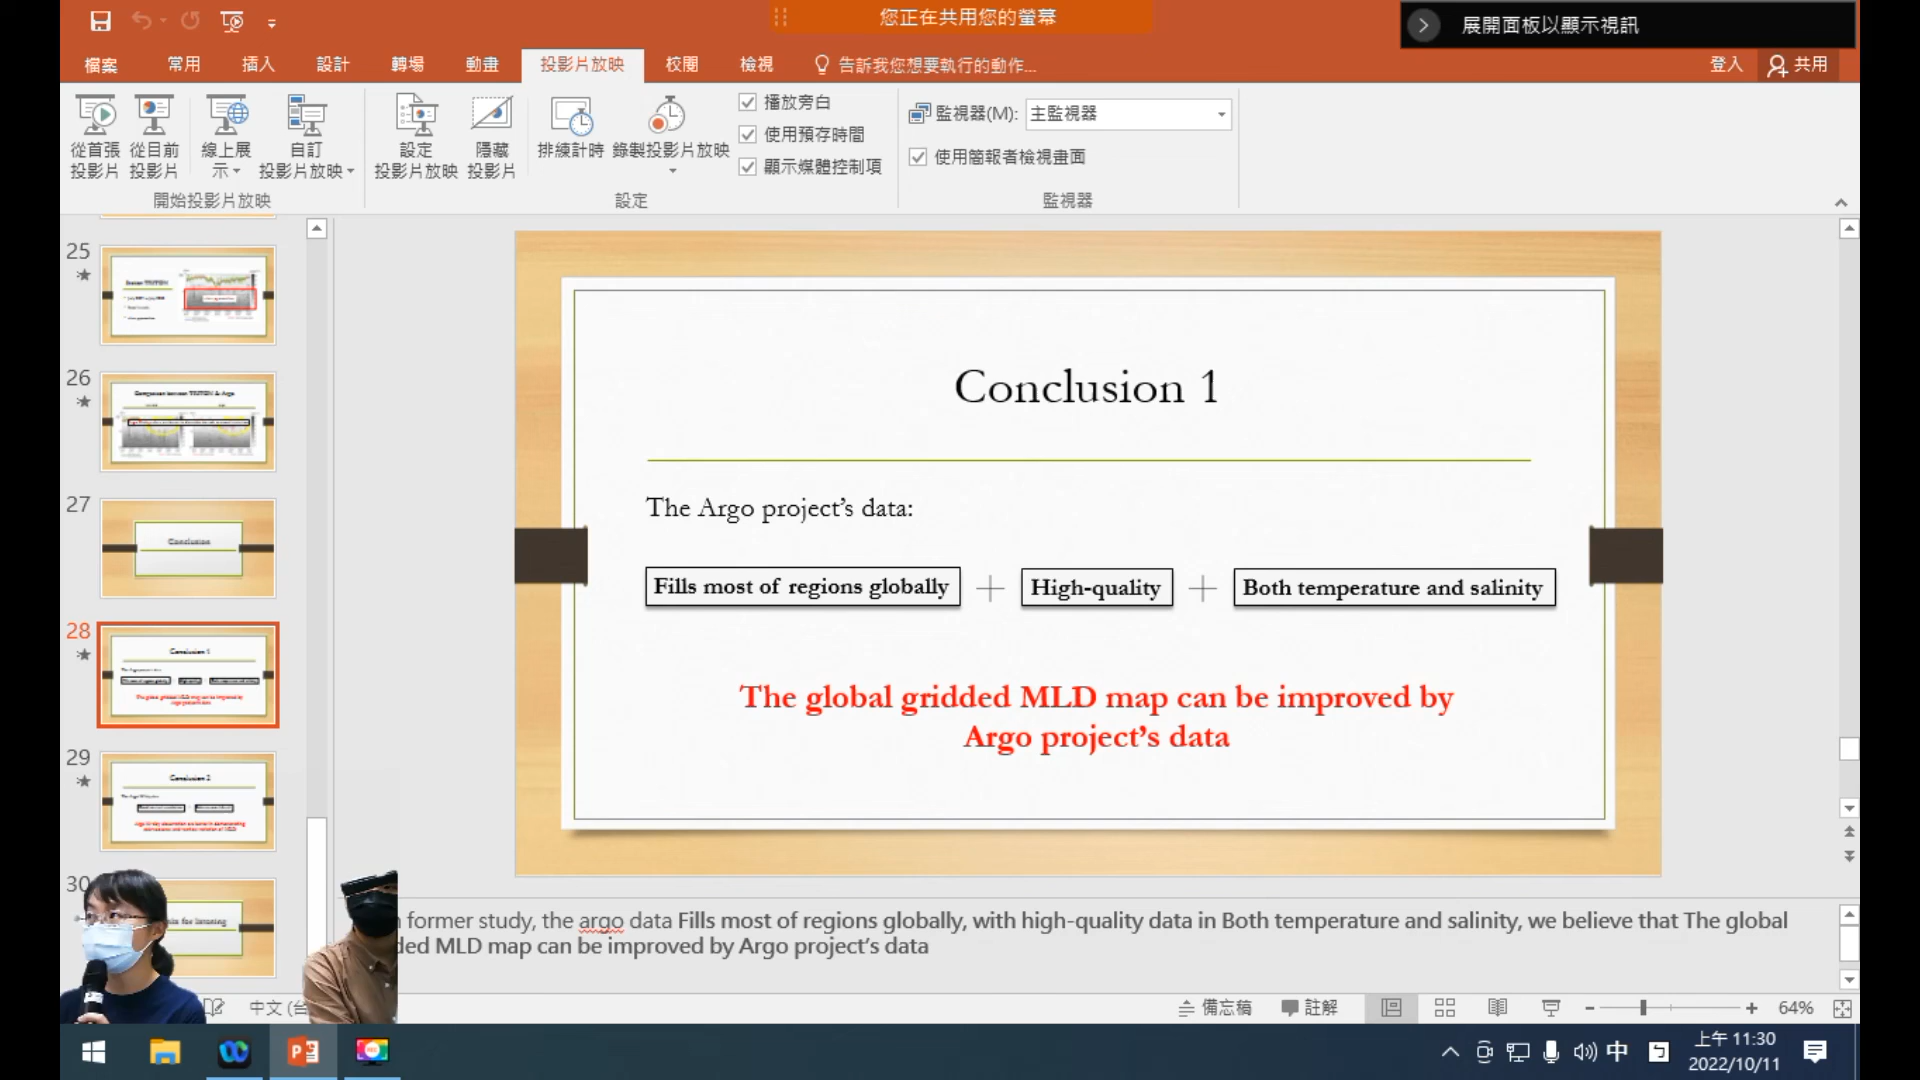 您正在共用您的螢幕
展開面板以顯示視訊
檔案 常用 插入 設計 轉場 動畫 投影片放映 校閱 檢視 告訴我您想要執行的動作... 登入 共用
從首張
投影片
從目前
投影片
線上展
示
自訂
投影片放映
開始投影片放映
設定
投影片放映
隱藏
投影片
排練計時
錄製投影片放映
播放旁白
使用預存時間
顯示媒體控制項
設定
監視器(M): 主監視器
使用簡報者檢視畫面
監視器
25
26
27
Conclusion
28
Conclusion 1
29
Conclusion 2
30
Conclusion 1
The Argo project’s data:
Fills most of regions globally + High-quality + Both temperature and salinity
The global gridded MLD map can be improved by
Argo project’s data
former study, the argo data Fills most of regions globally, with high-quality data in Both temperature and salinity, we believe that The global
ded MLD map can be improved by Argo project’s data
中文 (台
備忘稿 註解 64%
中
上午 11:30
2022/10/11